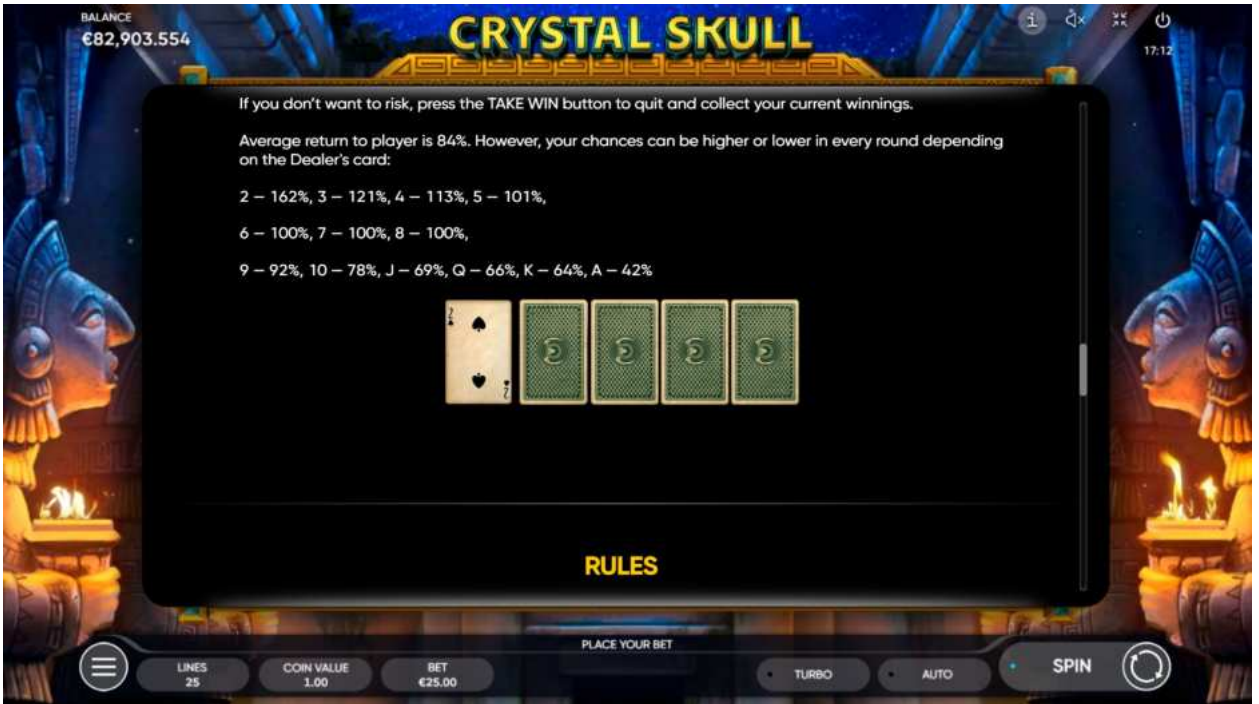 BALANCE
€82,903.554
CRYSTAL SKULL
17:12
If you don't want to risk, press the TAKE WIN button to quit and collect your current winnings.
Average return to player is 84%. However, your chances can be higher or lower in every round depending
on the Dealer's card:
2 – 162%, 3 – 121%, 4 – 113%, 5 – 101%,
6 – 100%, 7 – 100%, 8 – 100%,
9 – 92%, 10 – 78%, J – 69%, Q – 66%, K – 64%, A – 42%
2
2
RULES
PLACE YOUR BET
LINES
25
COIN VALUE
1.00
BET
€25.00
TURBO
AUTO
SPIN